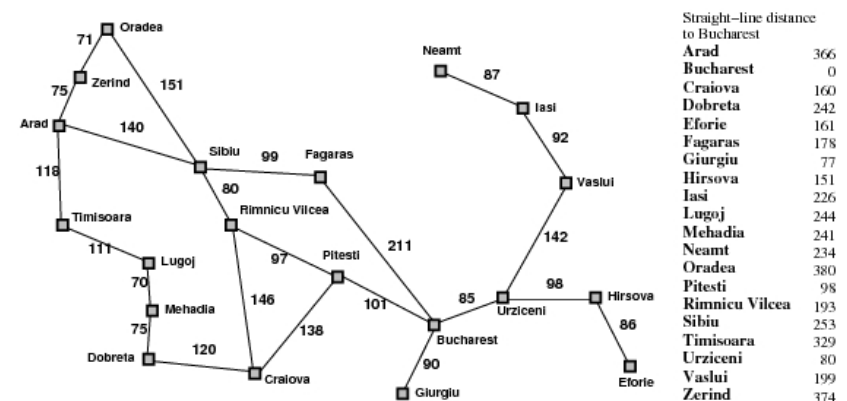 Oradea
71
Zerind
75
151
Arad
140
118
Sibiu
99
Fagaras
80
Rimnicu Vilcea
Timisoara
111
Lugoj
97
Pitesti
211
70
Mehadia
146
101
75
138
Dobreta
120
Craiova
Bucharest
90
Giurgiu
85
Urziceni
98
Hirsova
86
Eforie
142
Vaslui
92
Iasi
87
Neamt
Straight-line distance
to Bucharest
Arad 366
Bucharest 0
Craiova 160
Dobreta 242
Eforie 161
Fagaras 178
Giurgiu 77
Hirsova 151
Iasi 226
Lugoj 244
Mehadia 241
Neamt 234
Oradea 380
Pitesti 98
Rimnicu Vilcea 193
Sibiu 253
Timisoara 329
Urziceni 80
Vaslui 199
Zerind 374